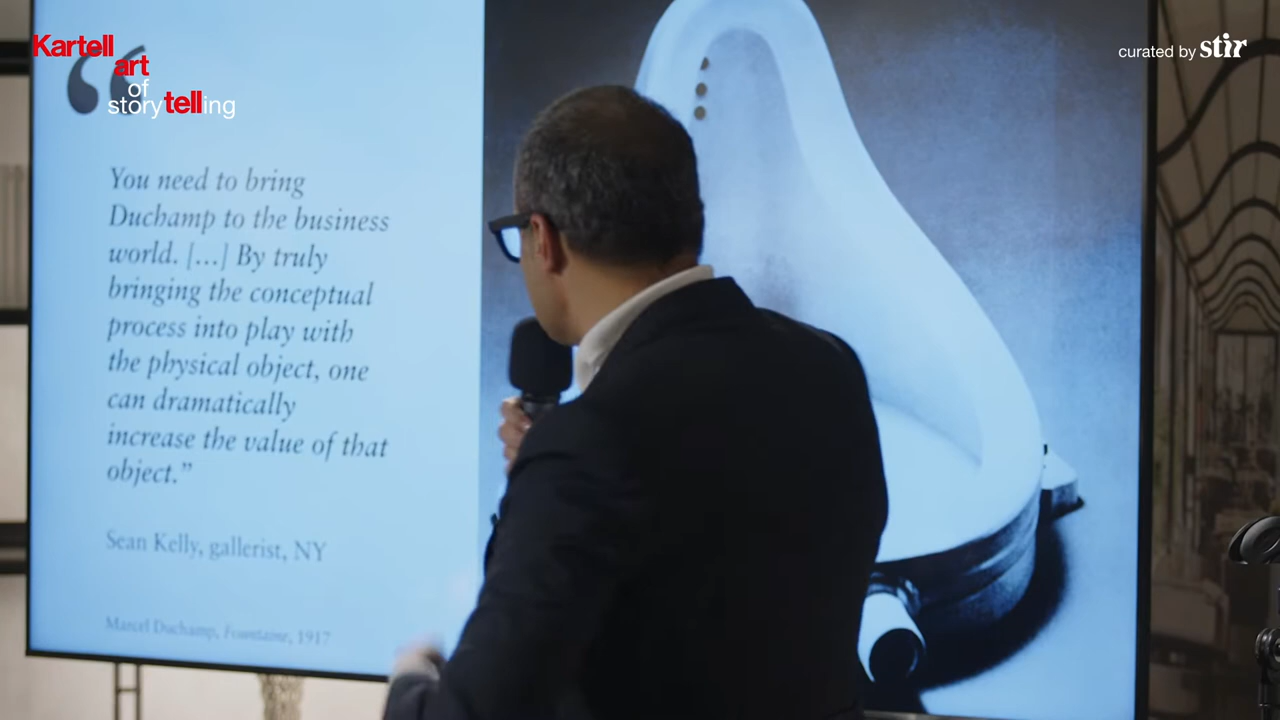 Kartell
art
of
storytelling
curated by stir
“
You need to bring
Duchamp to the business
world. [...] By truly
bringing the conceptual
process into play with
the physical object, one
can dramatically
increase the value of that
object.”
Sean Kelly, gallerist, NY
Marcel Duchamp, Fountaine, 1917